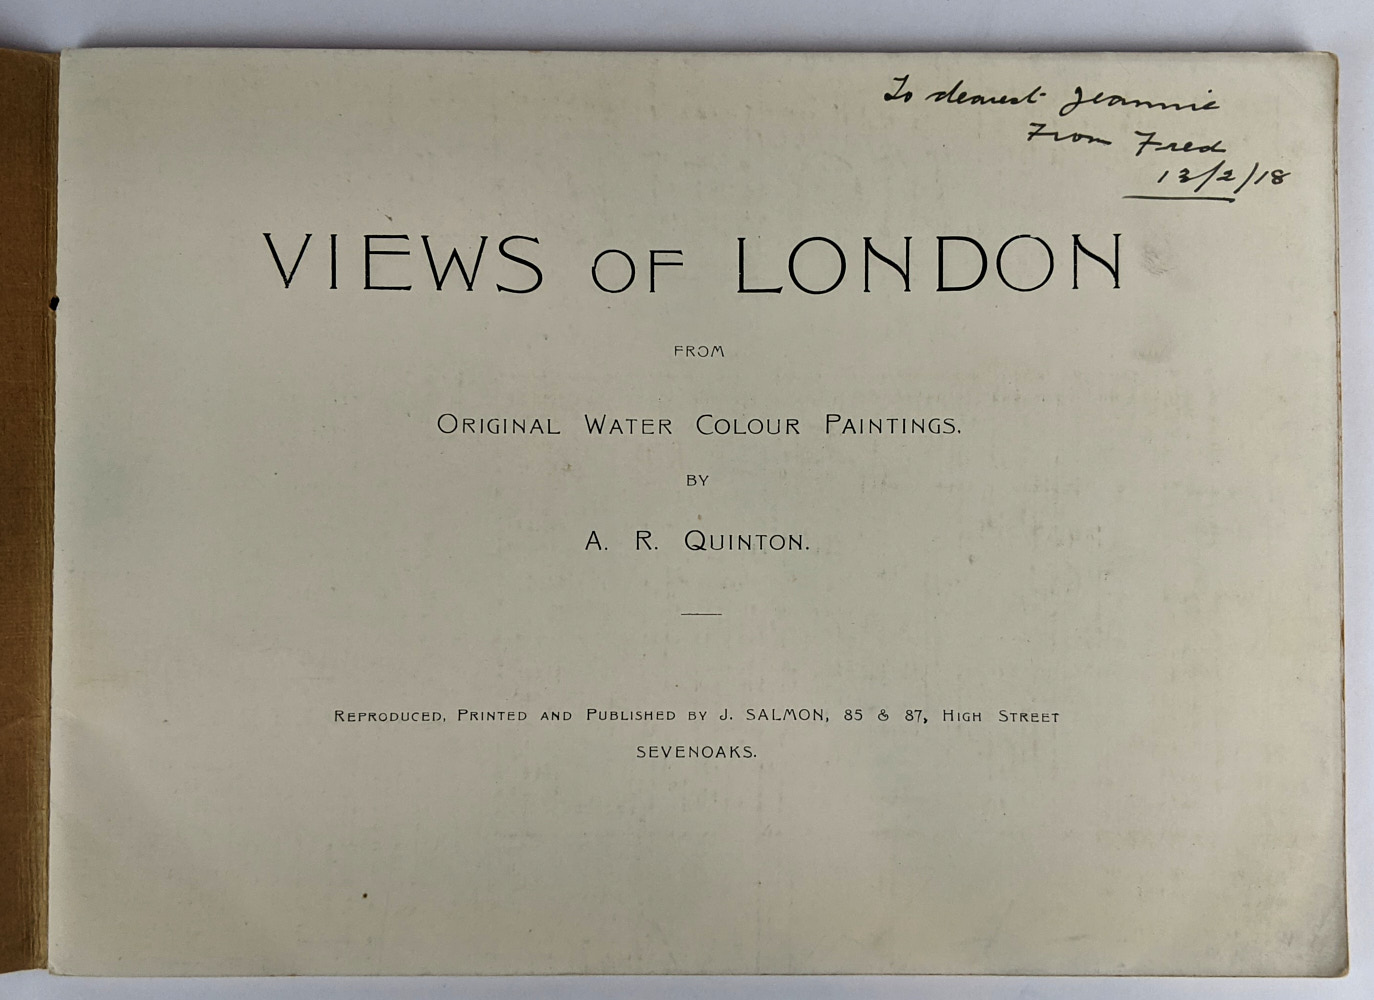 To dearest Jeannie
From Fred
13/2/18
VIEWS OF LONDON
FROM
ORIGINAL WATER COLOUR PAINTINGS.
BY
A. R. QUINTON.
REPRODUCED, PRINTED AND PUBLISHED BY J. SALMON, 85 & 87, HIGH STREET
SEVENOAKS.